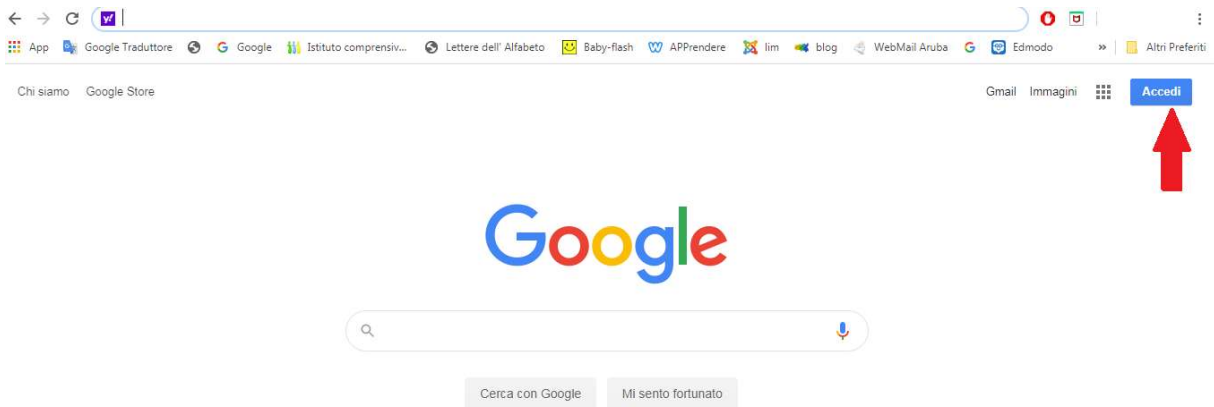 y!
App Google Traduttore Google Istituto comprensiv... Lettere dell' Alfabeto Baby-flash APPrendere lim blog WebMail Aruba G Edmodo » Altri Preferiti
Chi siamo Google Store Gmail Immagini Accedi
Google
Cerca con Google Mi sento fortunato